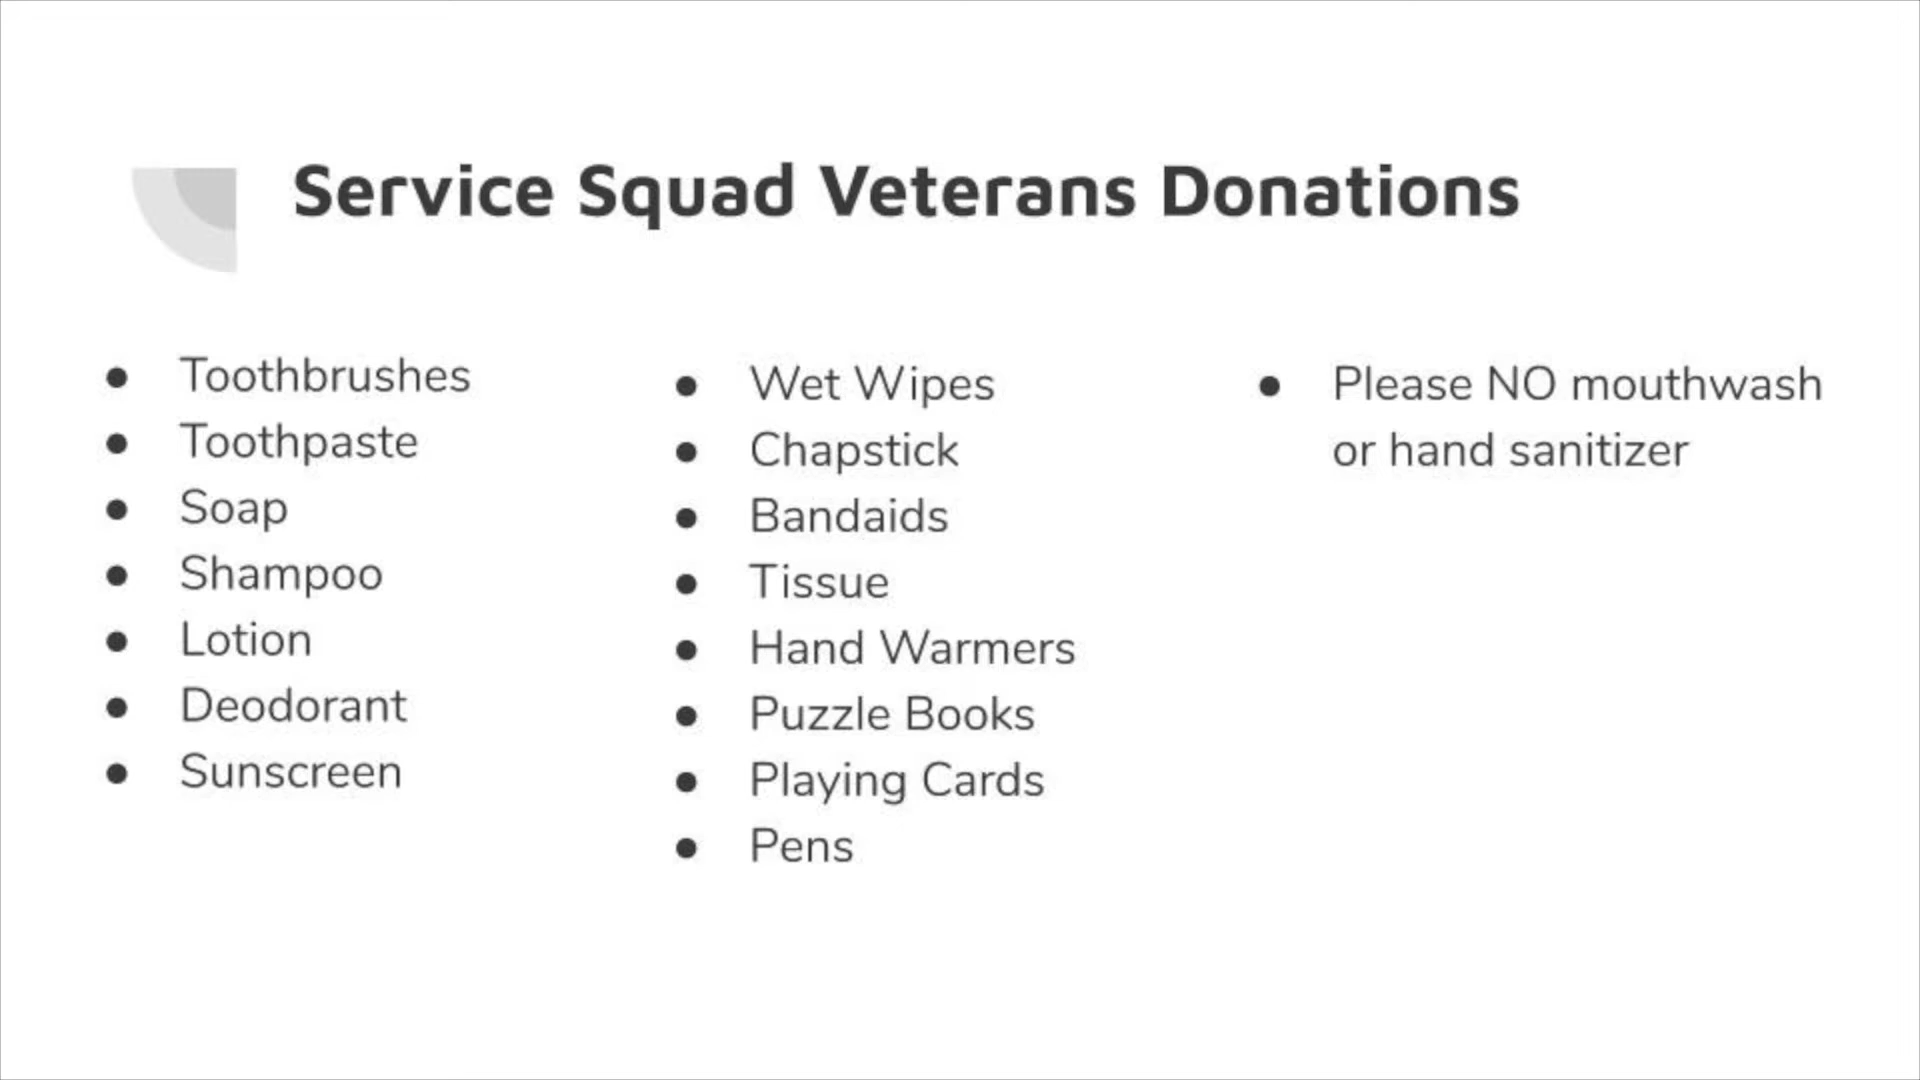 Service Squad Veterans Donations
Toothbrushes
Toothpaste
Soap
Shampoo
Lotion
Deodorant
Sunscreen
Wet Wipes
Chapstick
Bandaids
Tissue
Hand Warmers
Puzzle Books
Playing Cards
Pens
Please NO mouthwash
or hand sanitizer